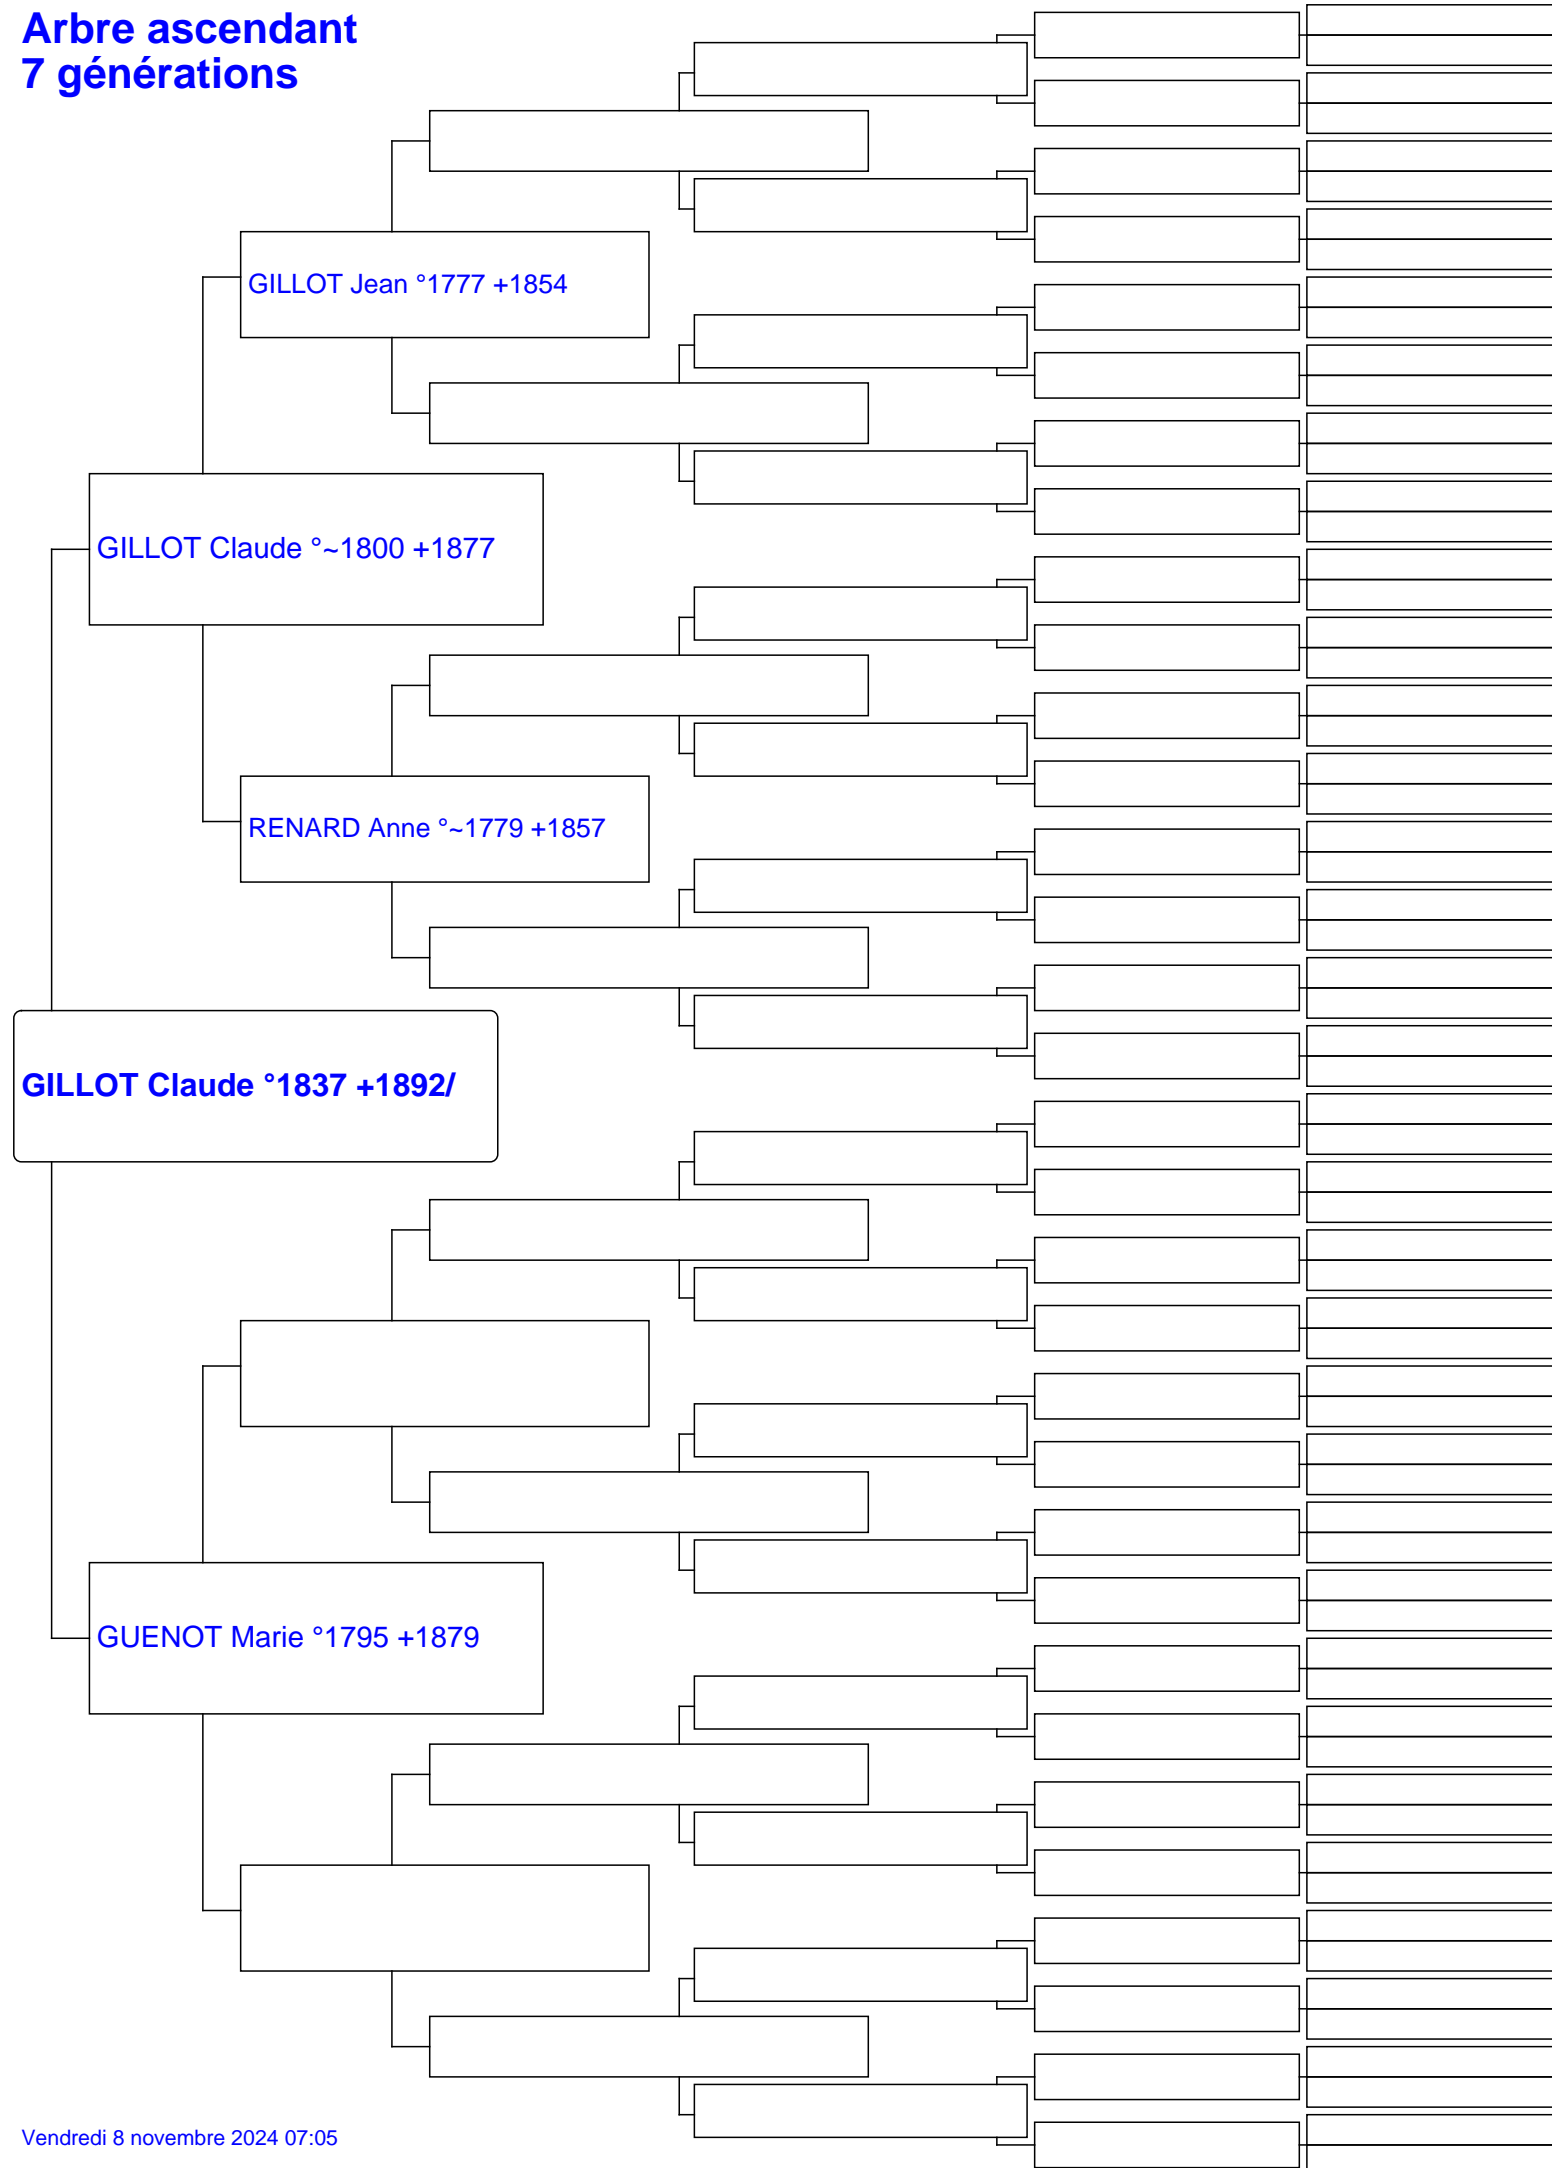 Arbre ascendant
7 générations
GILLOT Jean °1777 +1854
GILLOT Claude °~1800 +1877
RENARD Anne °~1779 +1857
GILLOT Claude °1837 +1892/
GUENOT Marie °1795 +1879
Vendredi 8 novembre 2024 07:05